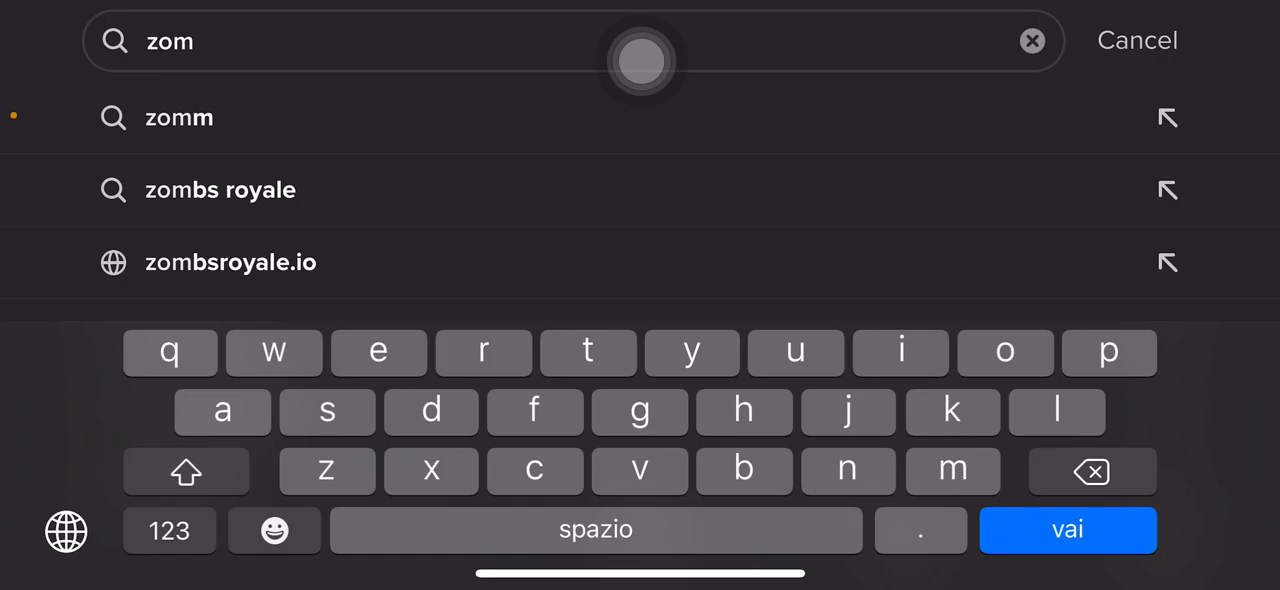 zom
Cancel
zomm
zombs royale
zombsroyale.io
q w e r t y u i o p
a s d f g h j k l
z x c v b n m
123 spazio . vai